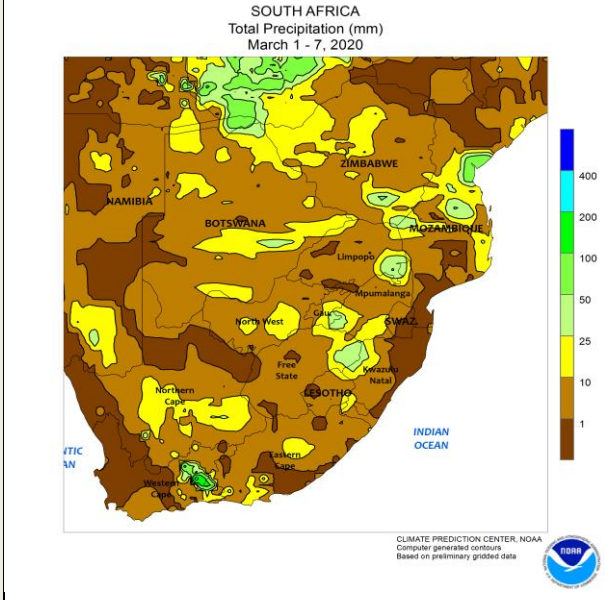 SOUTH AFRICA
Total Precipitation (mm)
March 1 - 7, 2020
ZIMBABWE
NAMIBIA
BOTSWANA
MOZAMBIQUE
Limpopo
Mpumalanga
North West
Gau.
SWAZ.
Free
State
Kwazulu
Natal
LESOTHO
Northern
Cape
Eastern
Cape
Western
Cape
NTIC
AN
INDIAN
OCEAN
400
200
100
50
25
10
1
CLIMATE PREDICTION CENTER, NOAA
Computer generated contours
Based on preliminary gridded data
NOAA